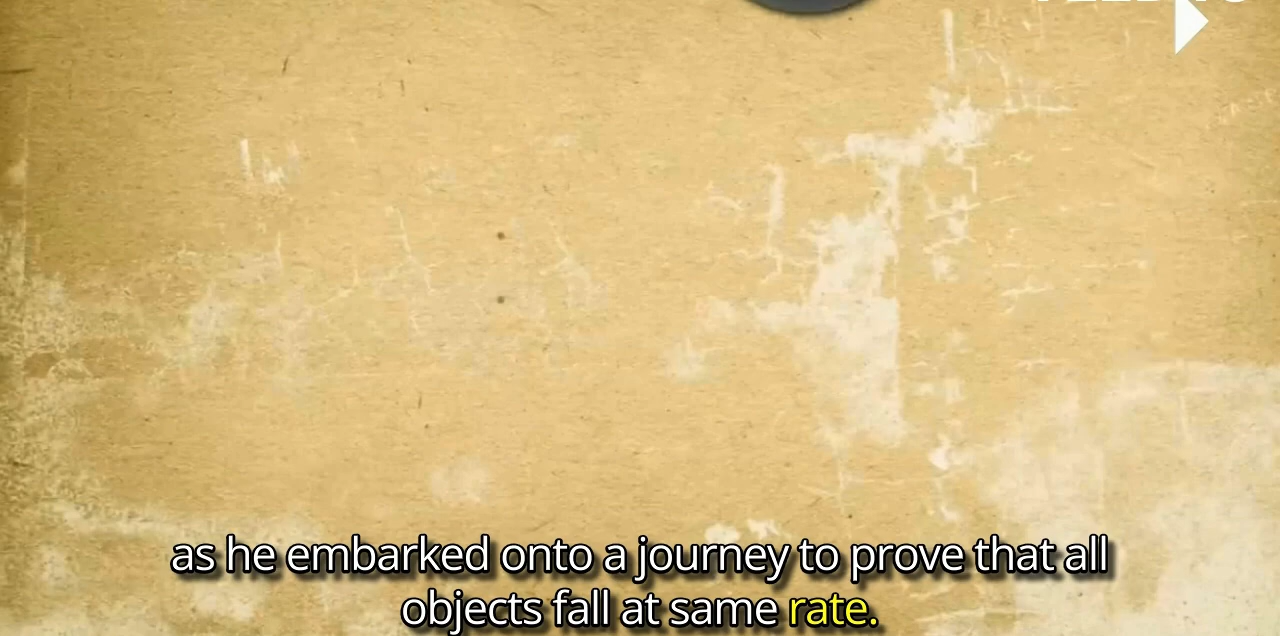 as he embarked onto a journey to prove that all
objects fall at same rate.